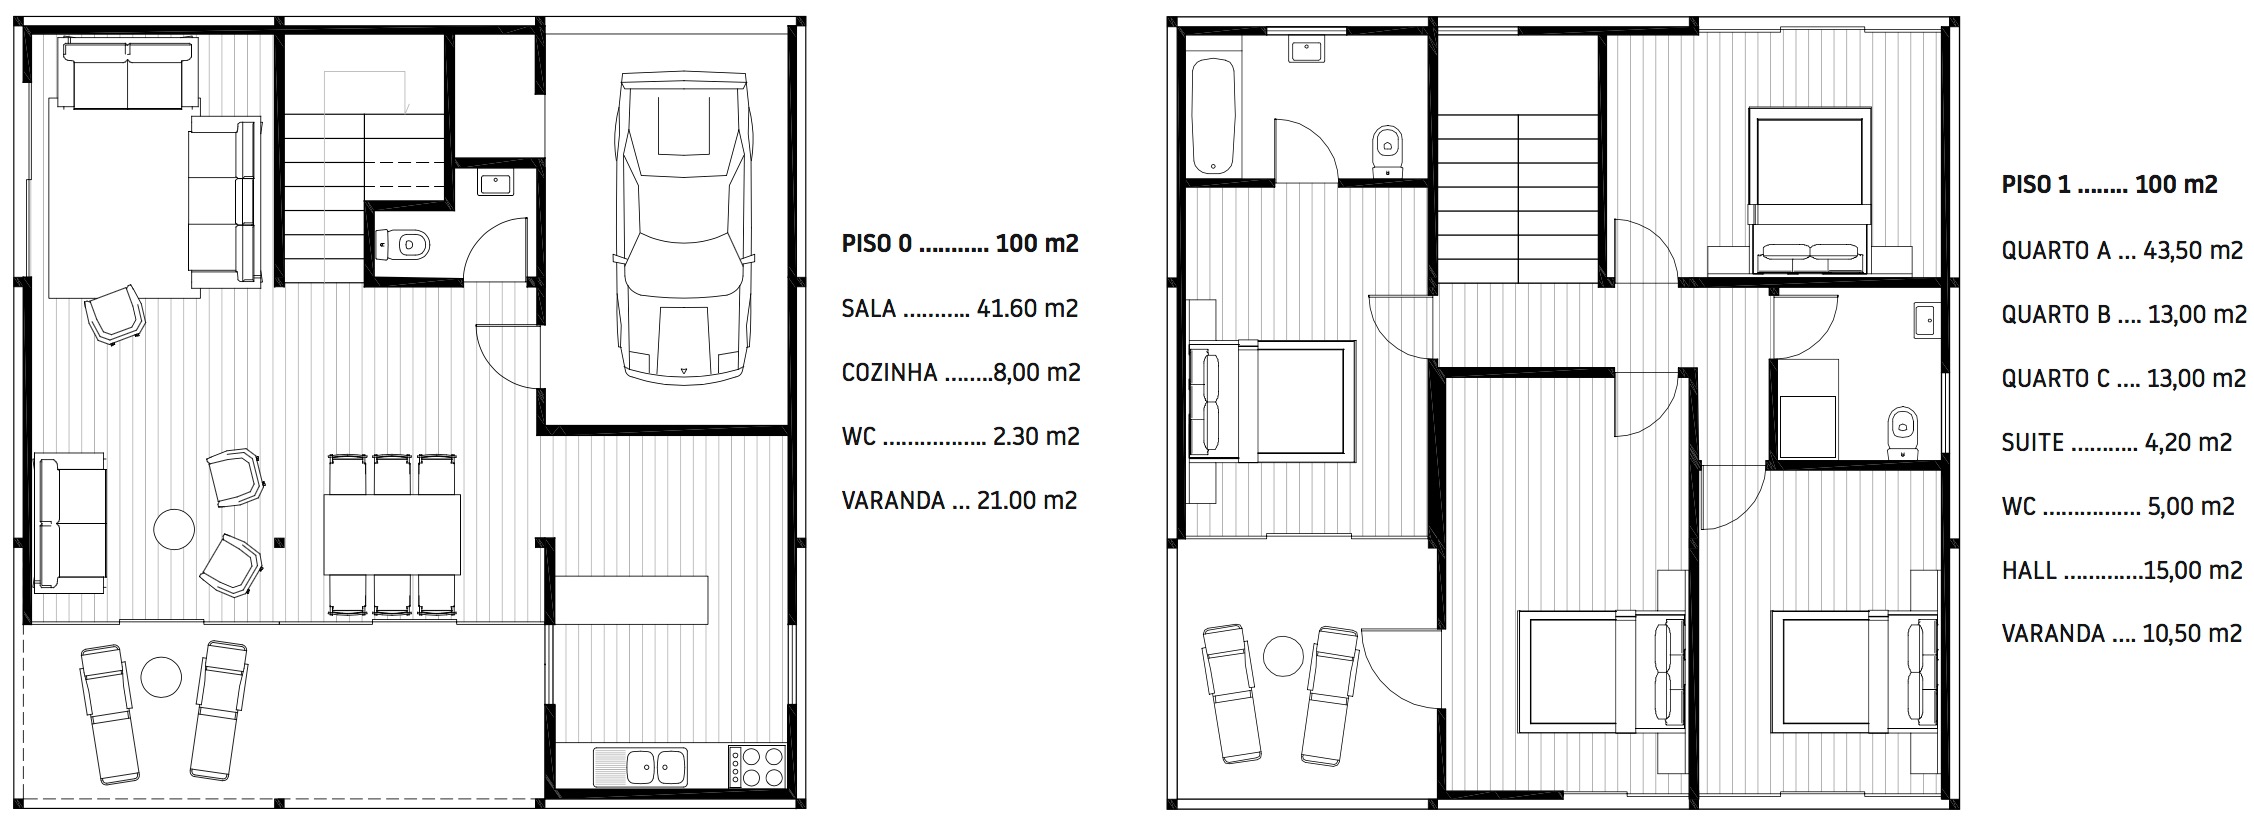 PISO 0 ........... 100 m2
SALA ........... 41.60 m2
COZINHA ........8,00 m2
WC ................. 2.30 m2
VARANDA ... 21.00 m2
PISO 1 ........ 100 m2
QUARTO A ... 43,50 m2
QUARTO B .... 13,00 m2
QUARTO C .... 13,00 m2
SUITE ........... 4,20 m2
WC ................ 5,00 m2
HALL .............15,00 m2
VARANDA .... 10,50 m2